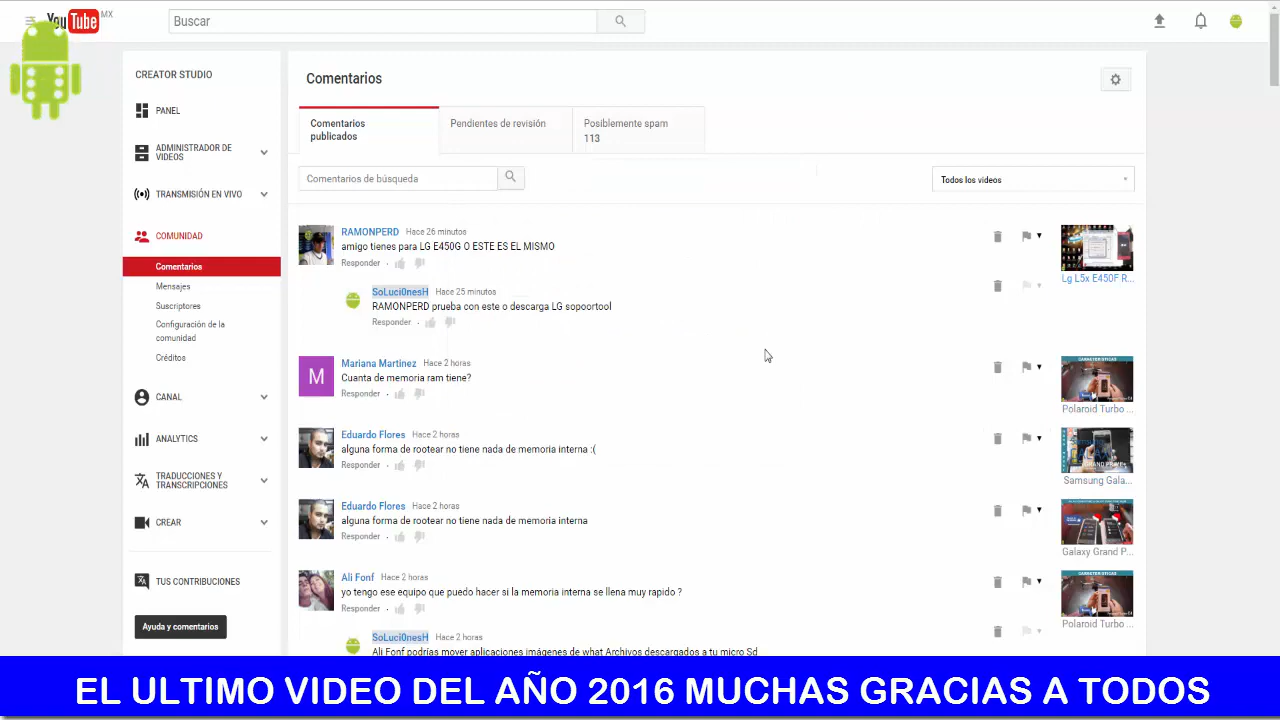 YouTube MX
Buscar
CREATOR STUDIO
PANEL
ADMINISTRADOR DE
VIDEOS
TRANSMISIÓN EN VIVO
COMUNIDAD
Comentarios
Mensajes
Suscriptores
Configuración de la
comunidad
Créditos
CANAL
ANALYTICS
TRADUCCIONES Y
TRANSCRIPCIONES
CREAR
TUS CONTRIBUCIONES
Ayuda y comentarios
Comentarios
Comentarios
publicados
Pendientes de revisión
Posiblemente spam
113
Comentarios de búsqueda
Todos los videos
RAMONPERD Hace 26 minutos
amigo tienes para LG E450G O ESTE ES EL MISMO
Responder
Lg L5x E450F R...
SoLuci0nesH Hace 25 minutos
RAMONPERD prueba con este o descarga LG sopoortool
Responder
Mariana Martinez Hace 2 horas
Cuanta de memoria ram tiene?
Responder
M
CARACTERISTICAS
Polaroid Turbo ...
Eduardo Flores Hace 2 horas
alguna forma de rootear no tiene nada de memoria interna :(
Responder
Samsung Gala...
Eduardo Flores Hace 2 horas
alguna forma de rootear no tiene nada de memoria interna
Responder
Galaxy Grand P...
Ali Fonf Hace 2 horas
yo tengo ese equipo que puedo hacer si la memoria interna se llena muy rapido ?
Responder
CARACTERISTICAS
Polaroid Turbo ...
SoLuci0nesH Hace 2 horas
Ali Fonf podrías mover aplicaciones imágenes de what Archivos descargados a tu micro Sd
EL ULTIMO VIDEO DEL AÑO 2016 MUCHAS GRACIAS A TODOS